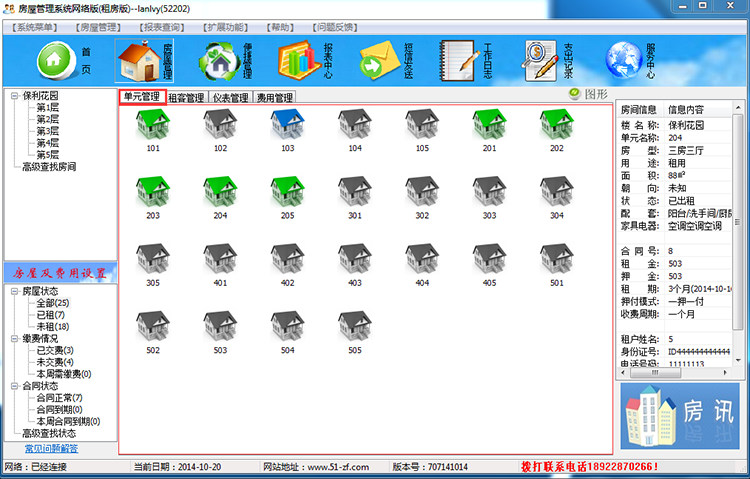 房屋管理系统网络版(租房版)--lanlvy(52202)
【系统菜单】 【房屋管理】 【报表查询】 【扩展功能】 【帮助】 【问题反馈】
首页 房屋管理 便捷管理 报表中心 短信发送 工作日志 支出记录 服务中心
保利花园
第1层
第2层
第3层
第4层
第5层
高级查找房间
房屋及费用设置
房屋状态
全部(25)
已租(7)
未租(18)
缴费情况
已交费(3)
未交费(4)
本周需缴费(0)
合同状态
合同正常(7)
合同到期(0)
本周合同到期(0)
高级查找状态
常见问题解答
单元管理 租客管理 仪表管理 费用管理
图形
101 102 103 104 105 201 202
203 204 205 301 302 303 304
305 401 402 403 404 405 501
502 503 504 505
房间信息 信息内容
楼名称: 保利花园
单元名称: 204
房型: 三房三厅
用途: 租用
面积: 88m²
朝向: 未知
状态: 已出租
配套: 阳台/洗手间/厨房
家具电器: 空调空调空调
合同号: 8
租金: 503
押金: 503
租期: 3个月(2014-10-16
押付模式: 一押一付
收费周期: 一个月
租户姓名: 5
身份证号: ID444444444444
电话号码: 11111113
房讯
网络：已经连接 当前日期：2014-10-20 网站地址：www.51-zf.com 版本号：707141014 拨打联系电话18922870266!